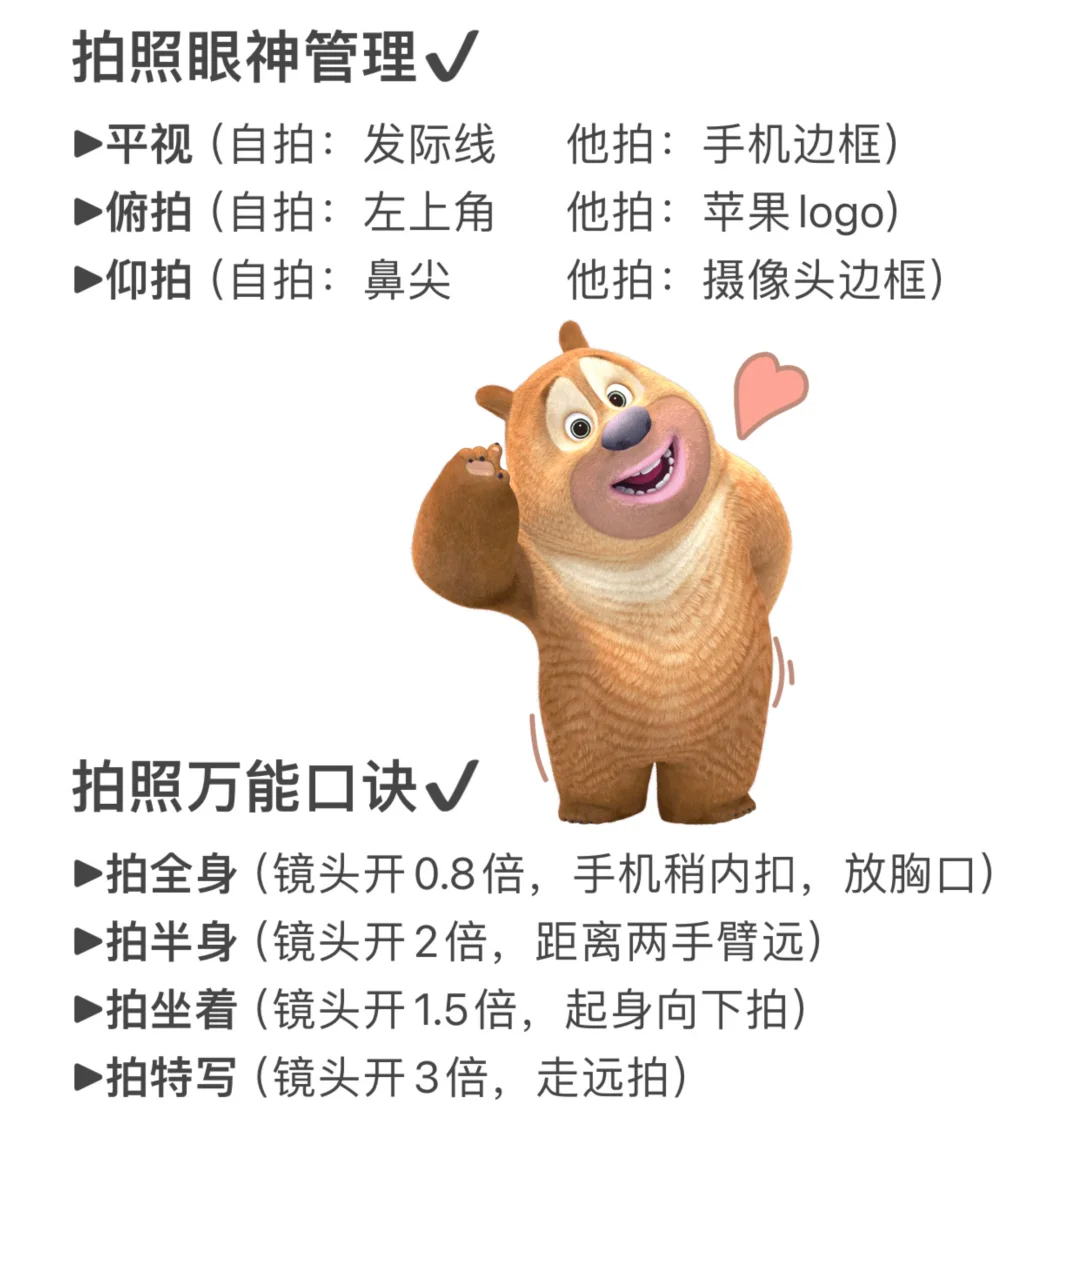 拍照眼神管理✔
▶平视（自拍：发际线　他拍：手机边框）
▶俯拍（自拍：左上角　他拍：苹果logo）
▶仰拍（自拍：鼻尖　他拍：摄像头边框）
拍照万能口诀✔
▶拍全身（镜头开0.8倍，手机稍内扣，放胸口）
▶拍半身（镜头开2倍，距离两手臂远）
▶拍坐着（镜头开1.5倍，起身向下拍）
▶拍特写（镜头开3倍，走远拍）